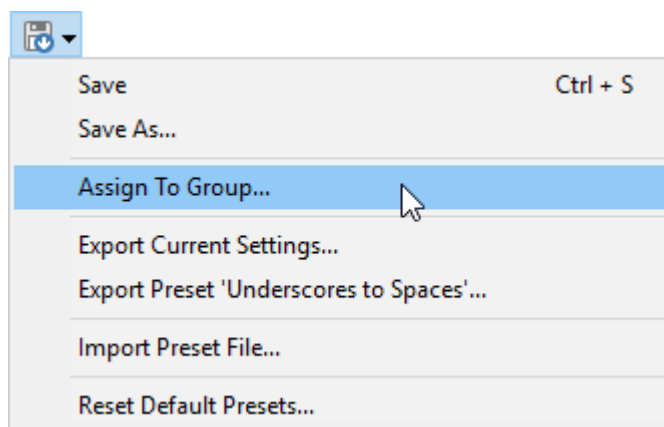 Save Ctrl + S
Save As...
Assign To Group...
Export Current Settings...
Export Preset 'Underscores to Spaces'...
Import Preset File...
Reset Default Presets...